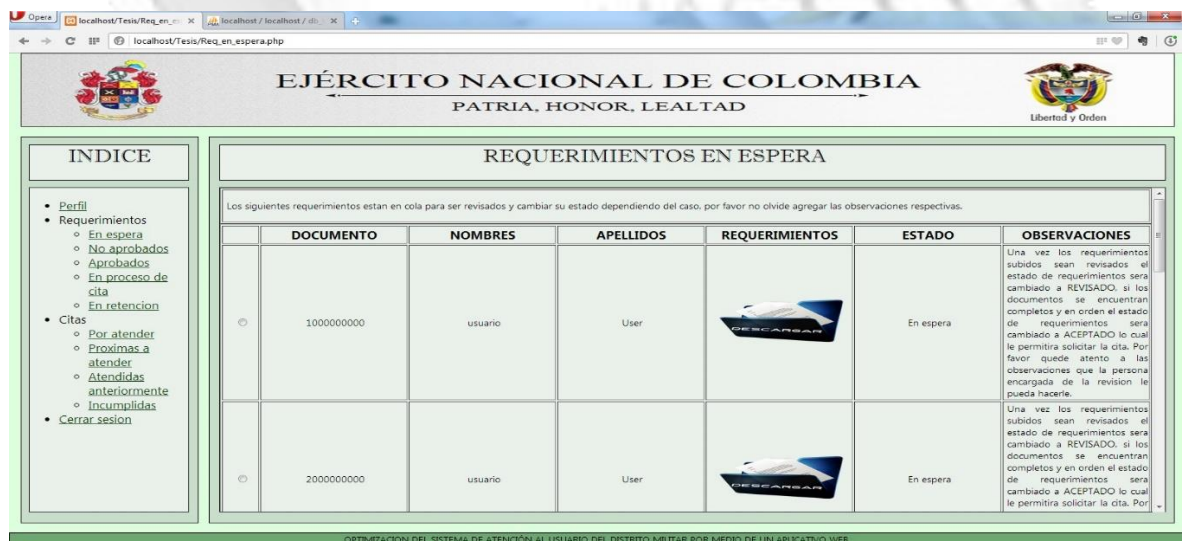 Opera
localhost/Tesis/Req_en_e
localhost / localhost / db_t
localhost/Tesis/Req_en_espera.php
EJÉRCITO NACIONAL DE COLOMBIA
PATRIA, HONOR, LEALTAD
Libertad y Orden
INDICE
Perfil
Requerimientos
En espera
No aprobados
Aprobados
En proceso de
cita
En retencion
Citas
Por atender
Proximas a
atender
Atendidas
anteriormente
Incumplidas
Cerrar sesion
REQUERIMIENTOS EN ESPERA
Los siguientes requerimientos estan en cola para ser revisados y cambiar su estado dependiendo del caso, por favor no olvide agregar las observaciones respectivas.
DOCUMENTO NOMBRES APELLIDOS REQUERIMIENTOS ESTADO OBSERVACIONES
1000000000 usuario User DESCARGAR En espera
Una vez los requerimientos
subidos sean revisados el
estado de requerimientos sera
cambiado a REVISADO, si los
documentos se encuentran
completos y en orden el estado
de requerimientos sera
cambiado a ACEPTADO lo cual
le permitira solicitar la cita. Por
favor quede atento a las
observaciones que la persona
encargada de la revision le
pueda hacerle.
2000000000 usuario User DESCARGAR En espera
Una vez los requerimientos
subidos sean revisados el
estado de requerimientos sera
cambiado a REVISADO, si los
documentos se encuentran
completos y en orden el estado
de requerimientos sera
cambiado a ACEPTADO lo cual
le permitira solicitar la cita. Por
OPTIMIZACION DEL SISTEMA DE ATENCIÓN AL USUARIO DEL DISTRITO MILITAR POR MEDIO DE UN APLICATIVO WEB